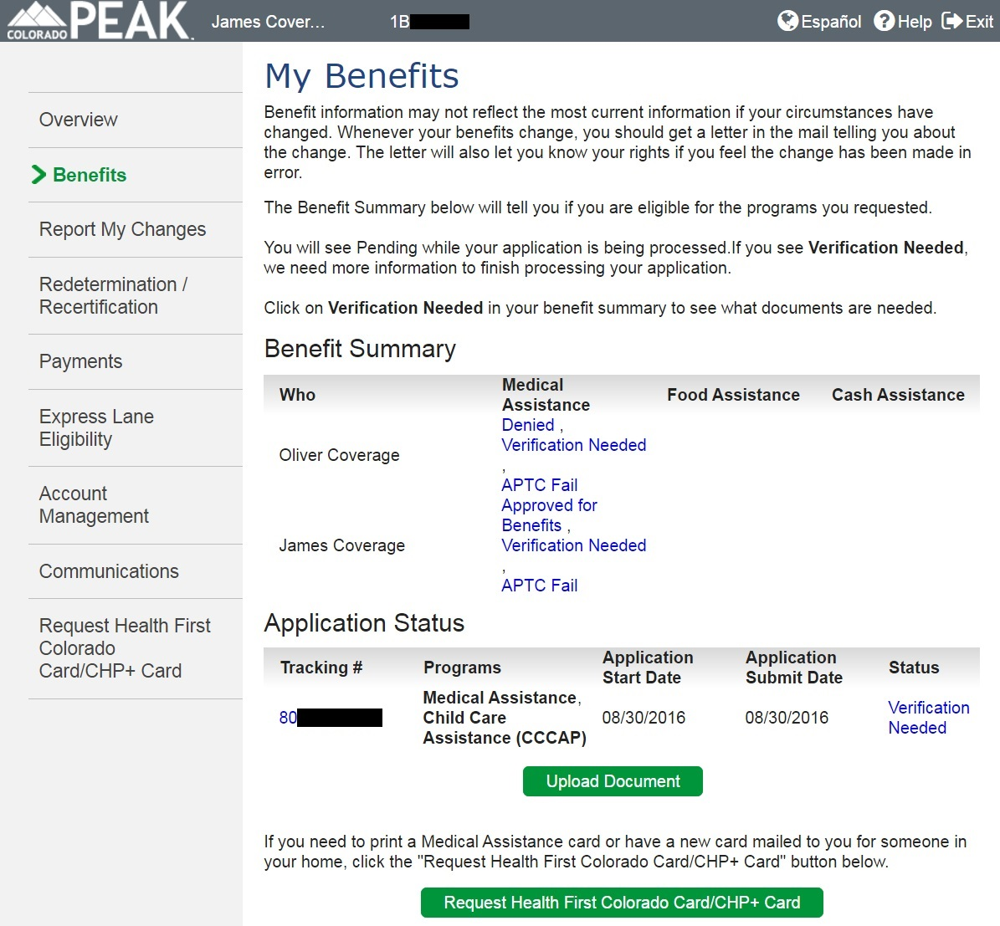 COLORADO PEAK James Cover... 1B Español Help Exit
My Benefits
Benefit information may not reflect the most current information if your circumstances have
changed. Whenever your benefits change, you should get a letter in the mail telling you about
the change. The letter will also let you know your rights if you feel the change has been made in
error.
The Benefit Summary below will tell you if you are eligible for the programs you requested.
You will see Pending while your application is being processed.If you see Verification Needed,
we need more information to finish processing your application.
Click on Verification Needed in your benefit summary to see what documents are needed.
Overview
Benefits
Report My Changes
Redetermination /
Recertification
Payments
Express Lane
Eligibility
Account
Management
Communications
Request Health First
Colorado
Card/CHP+ Card
Benefit Summary
Who
Medical
Assistance
Food Assistance
Cash Assistance
Oliver Coverage
Denied ,
Verification Needed
,
APTC Fail
James Coverage
Approved for
Benefits ,
Verification Needed
,
APTC Fail
Application Status
Tracking #
Programs
Application
Start Date
Application
Submit Date
Status
80
Medical Assistance,
Child Care
Assistance (CCCAP)
08/30/2016
08/30/2016
Verification
Needed
Upload Document
If you need to print a Medical Assistance card or have a new card mailed to you for someone in
your home, click the "Request Health First Colorado Card/CHP+ Card" button below.
Request Health First Colorado Card/CHP+ Card